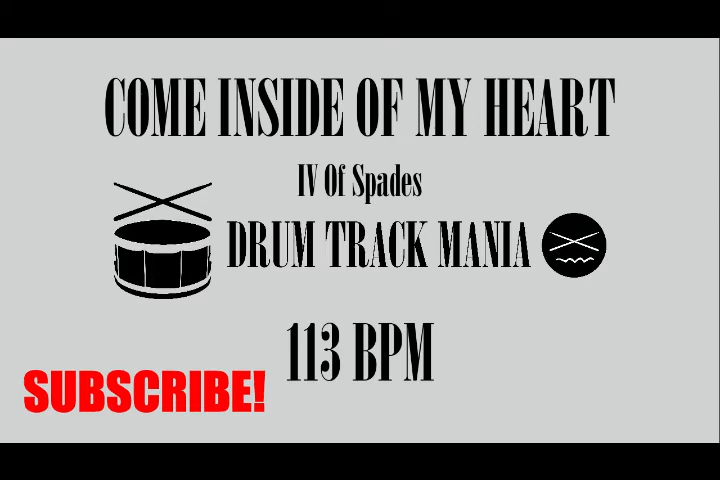 COME INSIDE OF MY HEART
IV Of Spades
DRUM TRACK MANIA
113 BPM
SUBSCRIBE!